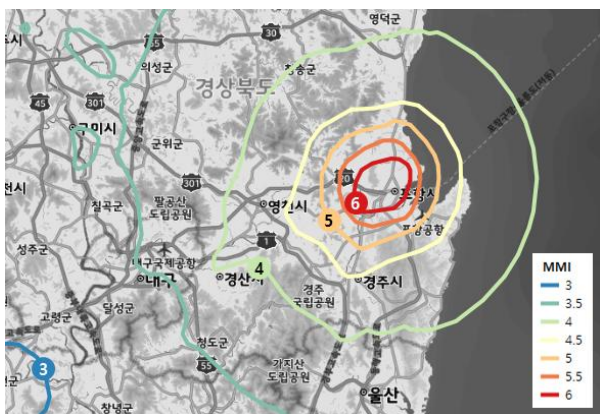 영덕군
30
의성군
청송군
경상북도
45
301
구미시
군위군
301
20
포항시
6
칠곡군
팔공산
도립공원
영천시
5
포항공항
성주군
1
대구국제공항
4
경산시
대구
경주
국립공원
경주시
고령군
달성군
청도군
3
55
가지산
도립공원
울산
창녕군
MMI
3
3.5
4
4.5
5
5.5
6